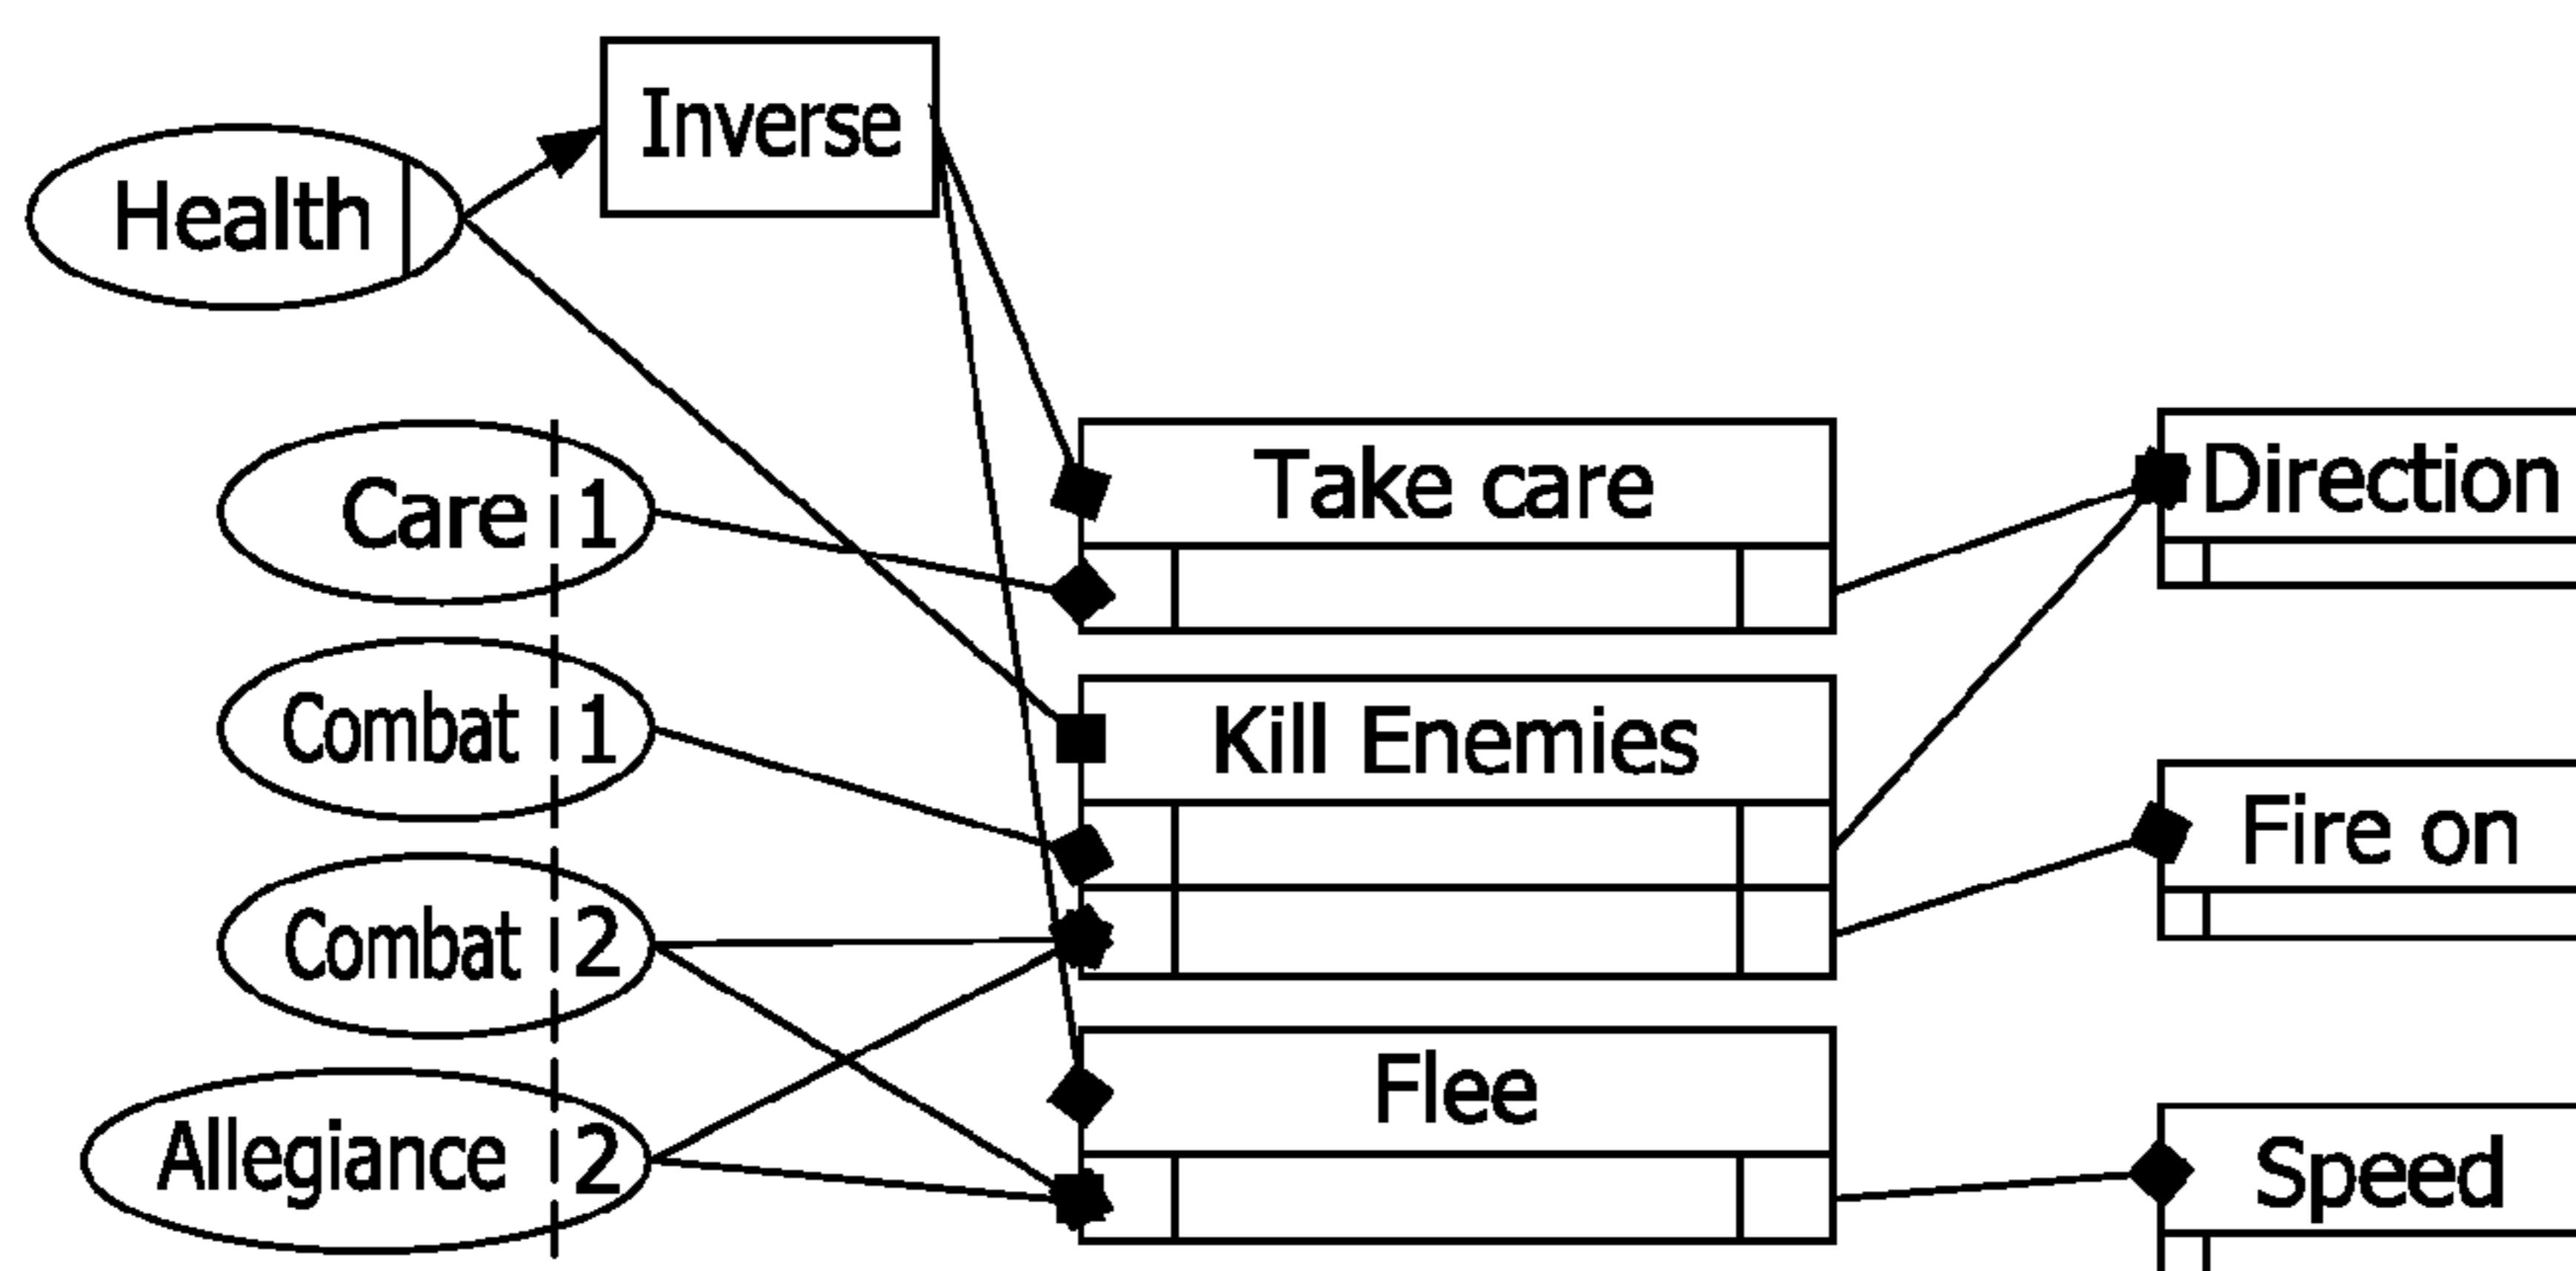 Inverse
Health
Care 1
Take care
Direction
Combat 1
Kill Enemies
Fire on
Combat 2
Flee
Allegiance 2
Speed